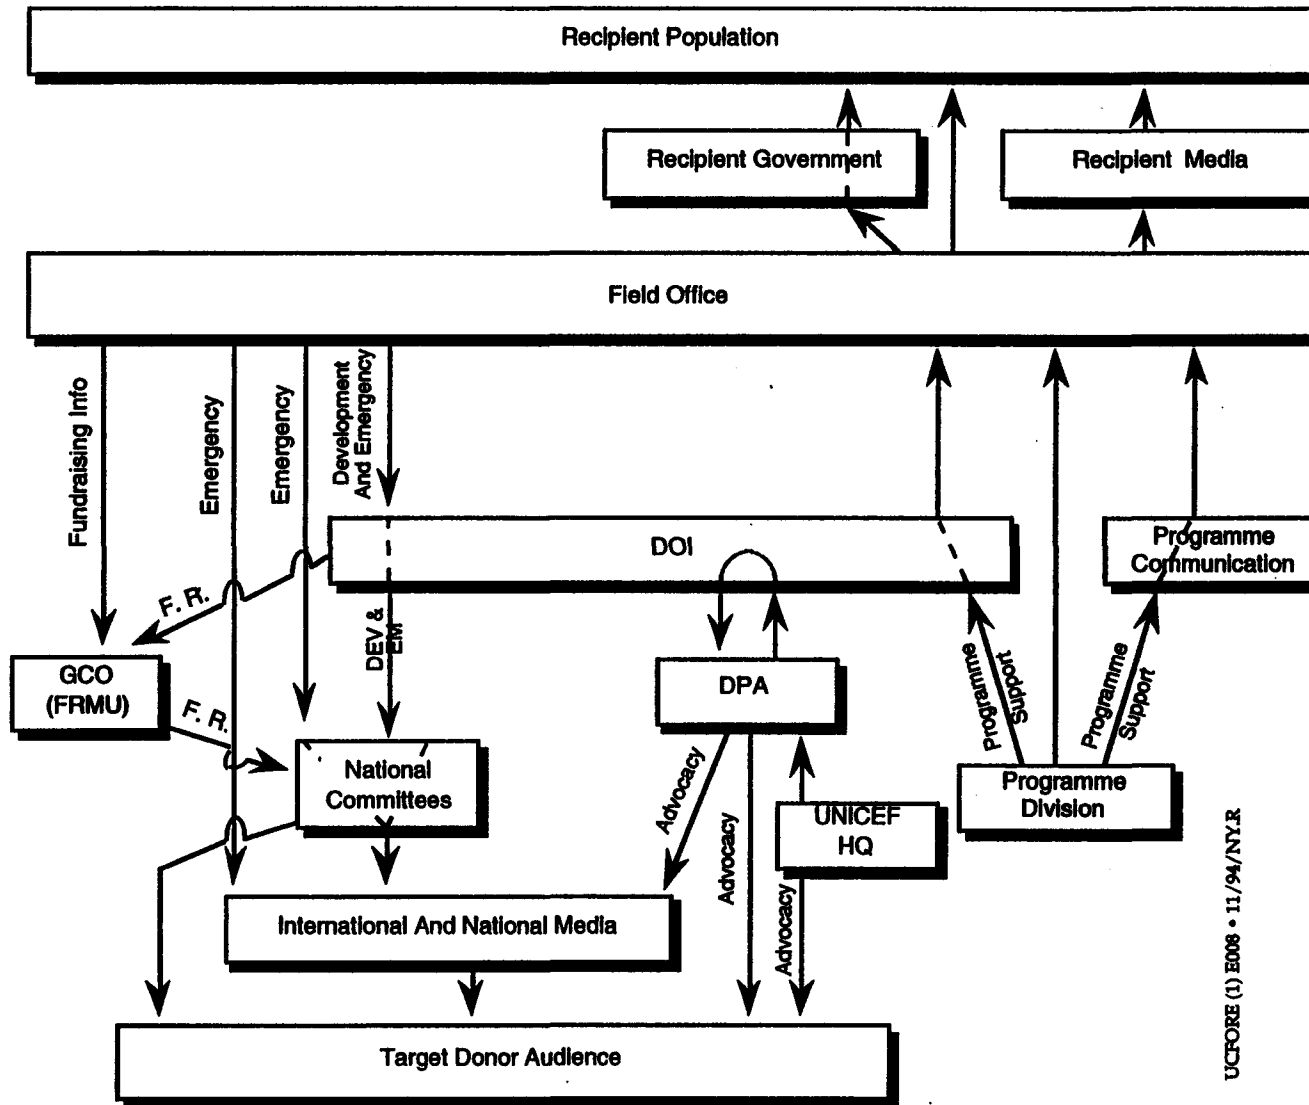 Recipient Population
Recipient Government
Recipient Media
Field Office
Fundraising Info
Emergency
Emergency
Development
And Emergency
DOI
Programme
Communication
F. R.
DEV &
EM
GCO
(FRMU)
DPA
Programme
Support
Programme
Support
F. R.
National
Committees
Advocacy
Advocacy
UNICEF
HQ
Programme
Division
Advocacy
International And National Media
Target Donor Audience
UCFORE (1) E008 • 11/94/NY.R